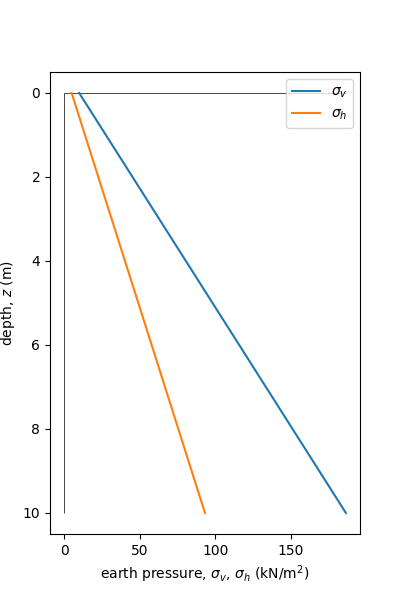 σv
σh
0
2
4
6
8
10
depth, z (m)
0 50 100 150
earth pressure, σv, σh (kN/m²)